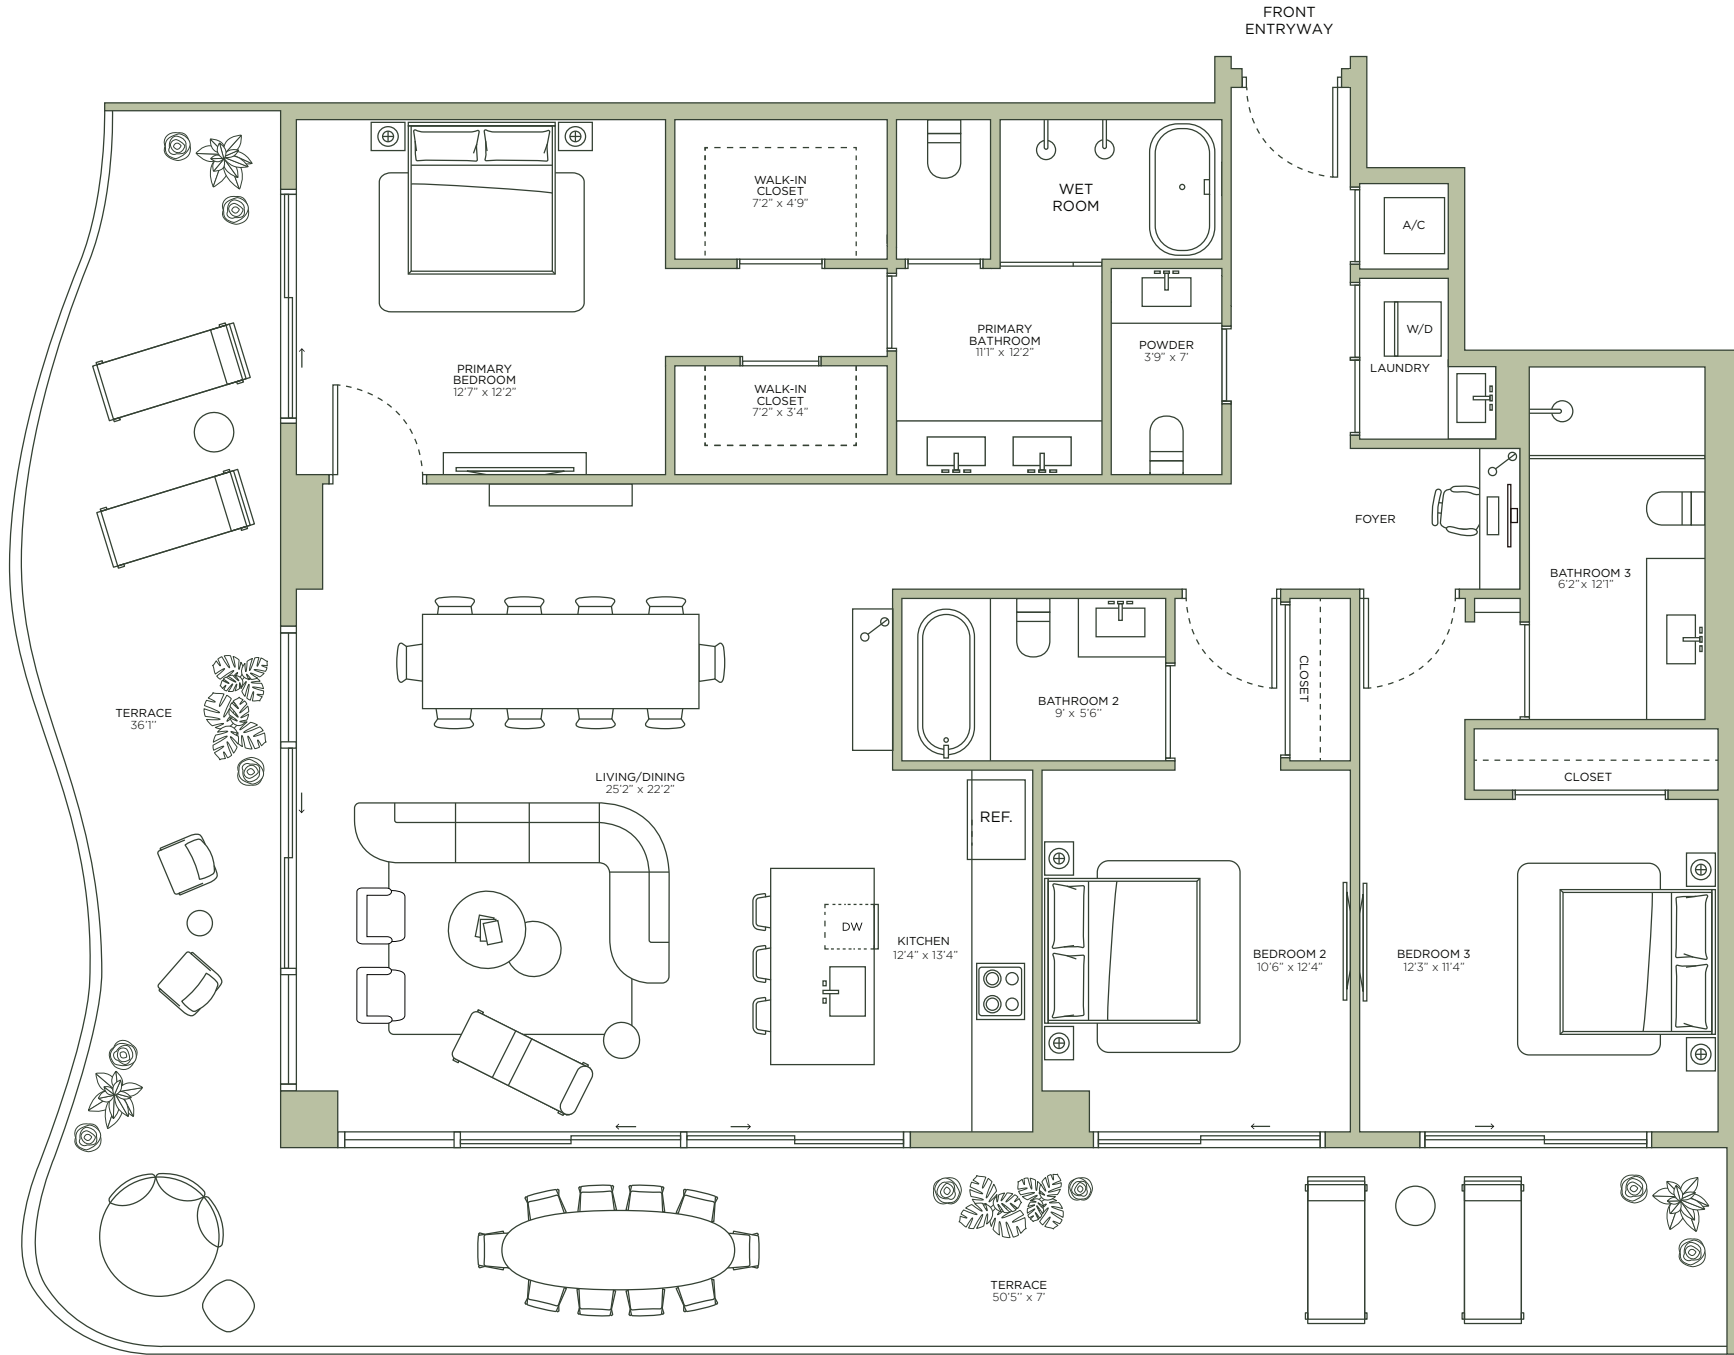 FRONT
ENTRYWAY
WALK-IN
CLOSET
7'2" x 4'9"
WET
ROOM
A/C
PRIMARY
BEDROOM
12'7" x 12'2"
PRIMARY
BATHROOM
11'1" x 12'2"
POWDER
3'9" x 7'
W/D
LAUNDRY
WALK-IN
CLOSET
7'2" x 3'4"
FOYER
BATHROOM 3
6'2" x 12'1"
TERRACE
36'1"
BATHROOM 2
9' x 5'6"
CLOSET
CLOSET
LIVING/DINING
25'2" x 22'2"
REF.
DW
KITCHEN
12'4" x 13'4"
BEDROOM 2
10'6" x 12'4"
BEDROOM 3
12'3" x 11'4"
TERRACE
50'5" x 7'